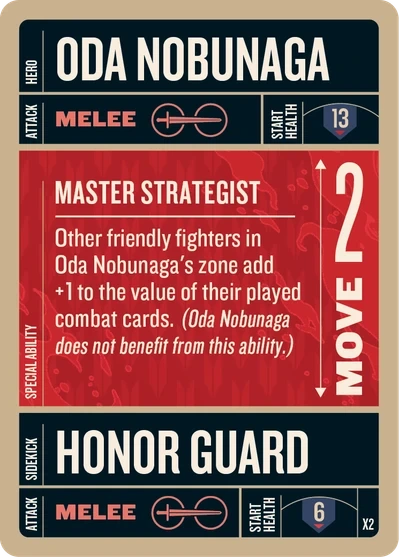 HERO
ODA NOBUNAGA
ATTACK
MELEE
START
HEALTH
13
SPECIAL ABILITY
MASTER STRATEGIST
Other friendly fighters in
Oda Nobunaga's zone add
+1 to the value of their played
combat cards. (Oda Nobunaga
does not benefit from this ability.)
MOVE 2
SIDEKICK
HONOR GUARD
ATTACK
MELEE
START
HEALTH
6
X2